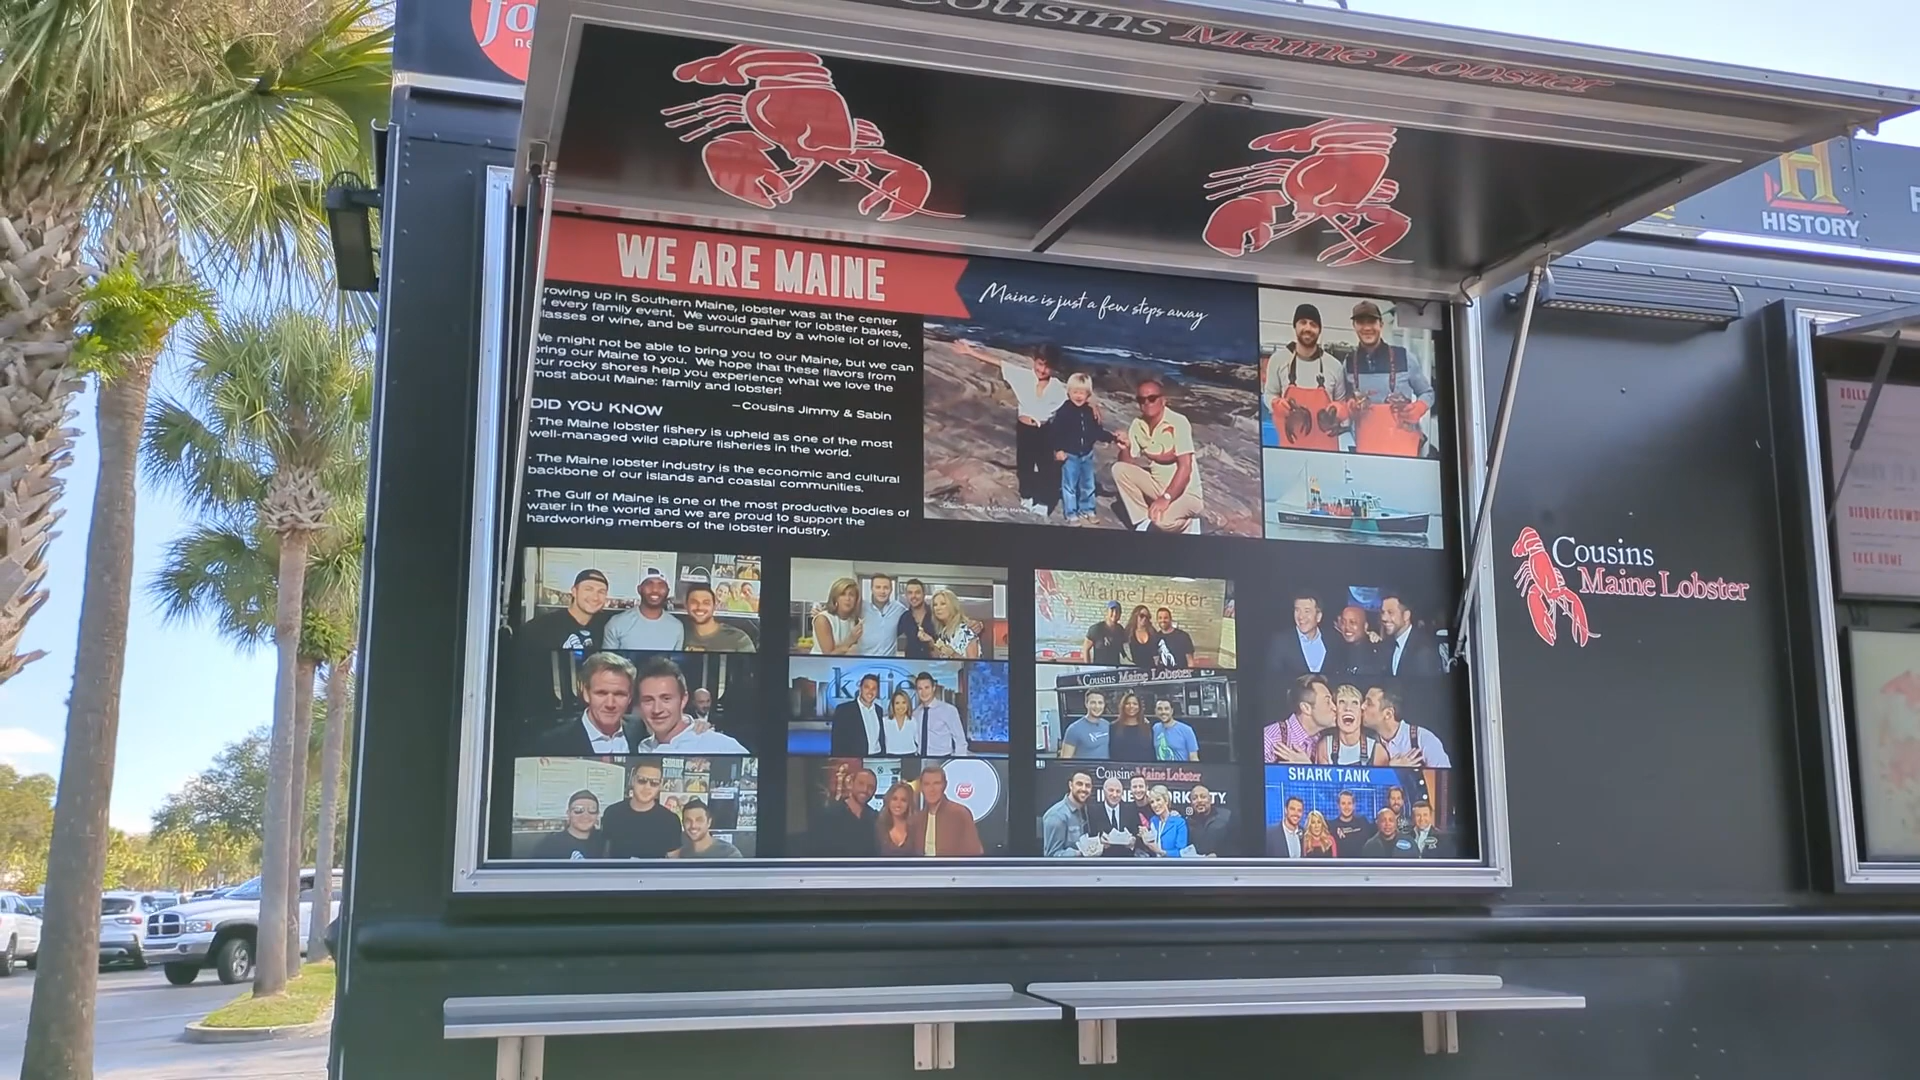 fo
ne
Cousins Maine Lobster
HISTORY
WE ARE MAINE
Maine is just a few steps away
rowing up in Southern Maine, lobster was at the center
f every family event. We would gather for lobster bakes,
lasses of wine, and be surrounded by a whole lot of love.
We might not be able to bring you to our Maine, but we can
bring our Maine to you. We hope that these flavors from
our rocky shores help you experience what we love the
most about Maine: family and lobster!
—Cousins Jimmy & Sabin
DID YOU KNOW
· The Maine lobster fishery is upheld as one of the most
well-managed wild capture fisheries in the world.
· The Maine lobster industry is the economic and cultural
backbone of our islands and coastal communities.
· The Gulf of Maine is one of the most productive bodies of
water in the world and we are proud to support the
hardworking members of the lobster industry.
Cousins
Maine Lobster
Maine Lobster
katie
Cousins Maine Lobster
food
Cousins Maine Lobster
SHARK TANK
ROLLS
TAKE HOME